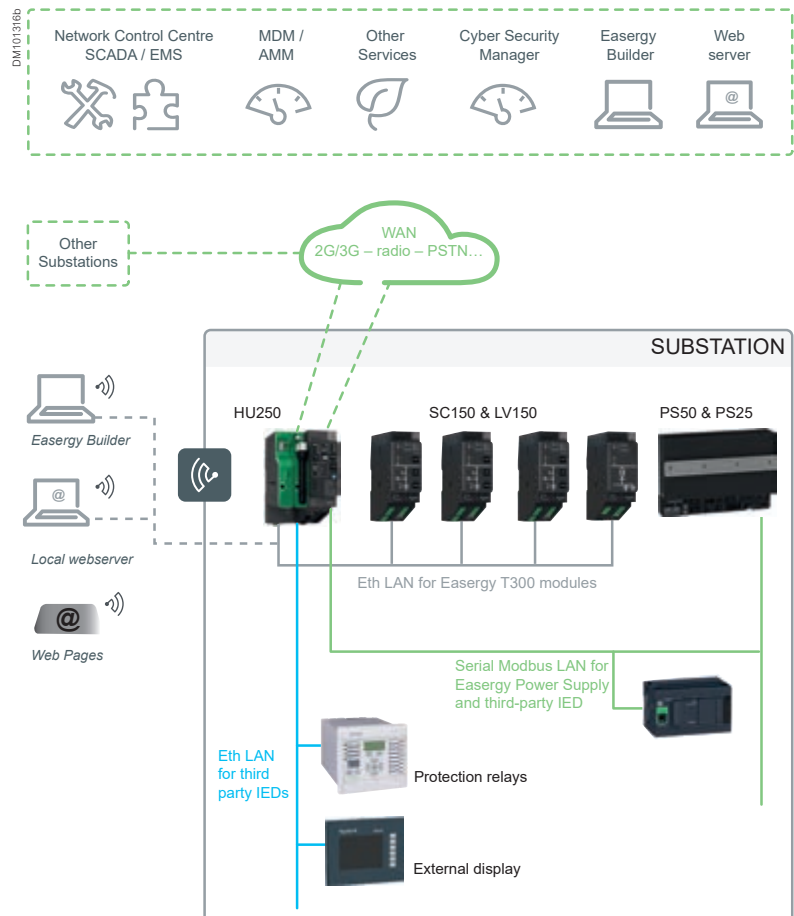 DM101316b
Network Control Centre
SCADA / EMS
MDM /
AMM
Other
Services
Cyber Security
Manager
Easergy
Builder
Web
server
@
WAN
2G/3G – radio – PSTN…
Other
Substations
SUBSTATION
HU250
SC150 & LV150
PS50 & PS25
Easergy Builder
@
Local webserver
@
Web Pages
Eth LAN for Easergy T300 modules
Serial Modbus LAN for
Easergy Power Supply
and third-party IED
Eth LAN
for third
party IEDs
Protection relays
External display